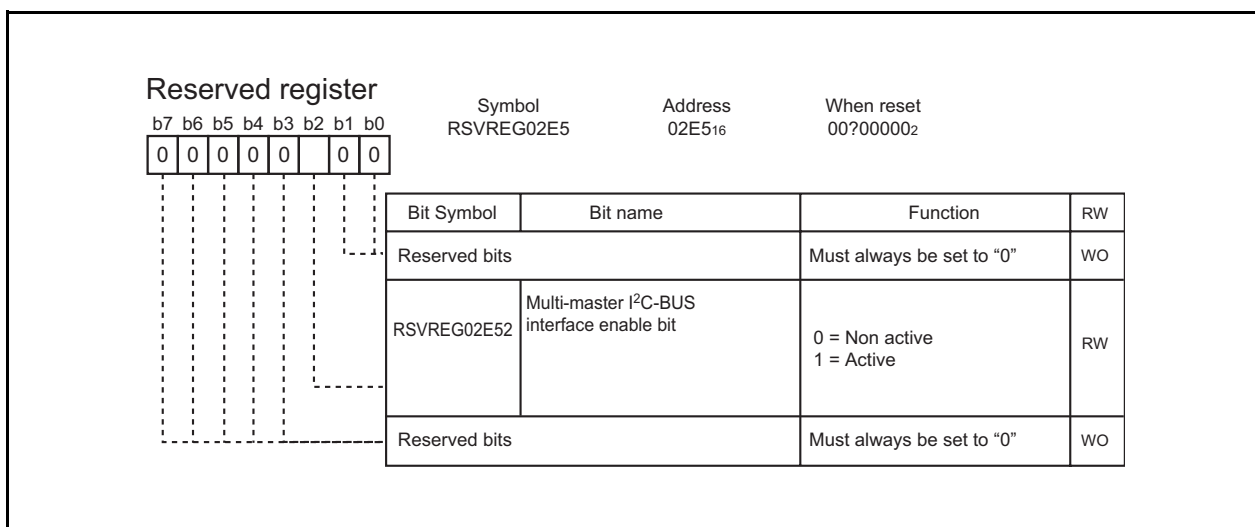 Reserved register
Symbol Address When reset
RSVREG02E5 02E516 00?000002
b7 b6 b5 b4 b3 b2 b1 b0
0 0 0 0 0 0 0
Bit Symbol Bit name Function RW
Reserved bits Must always be set to “0” WO
RSVREG02E52 Multi-master I2C-BUS
interface enable bit
0 = Non active
1 = Active
RW
Reserved bits Must always be set to “0” WO